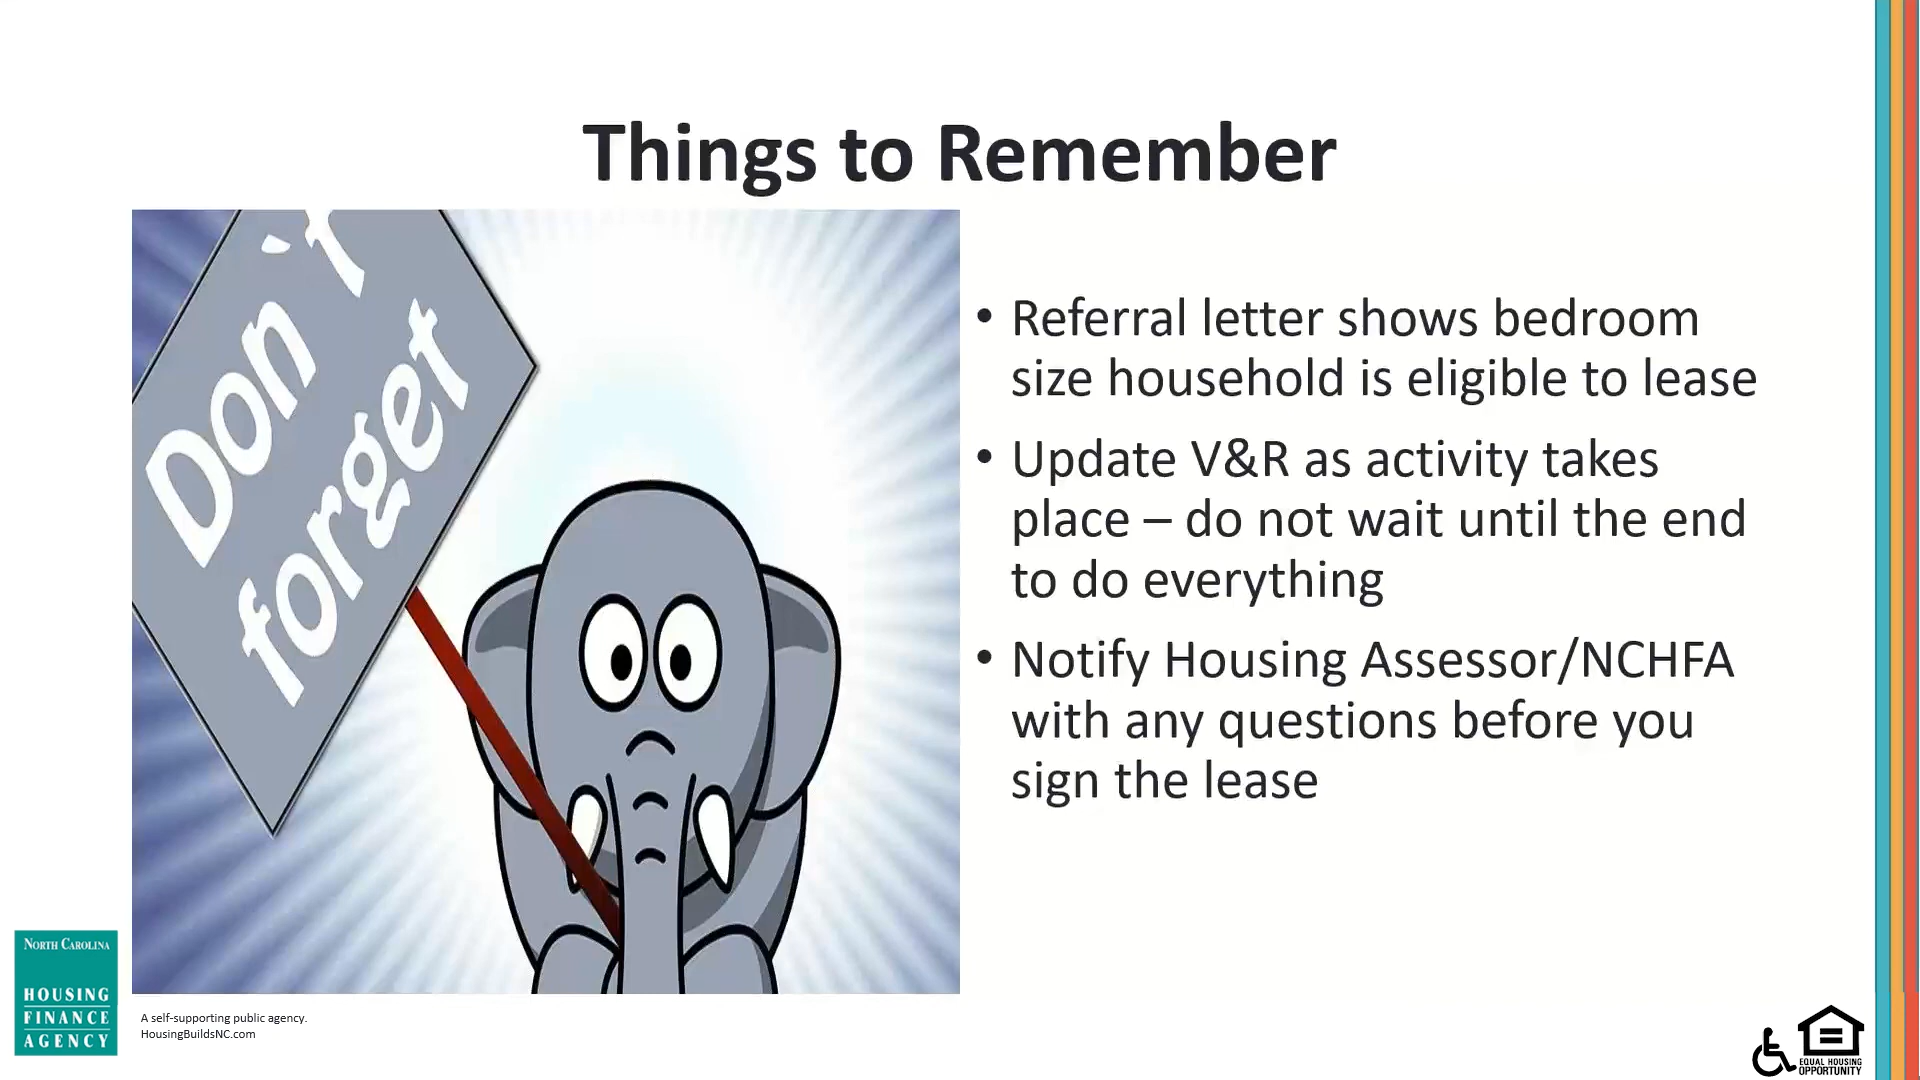 Things to Remember
Don`t
forget
• Referral letter shows bedroom
size household is eligible to lease
• Update V&R as activity takes
place – do not wait until the end
to do everything
• Notify Housing Assessor/NCHFA
with any questions before you
sign the lease
NORTH CAROLINA
HOUSING
FINANCE
AGENCY
A self-supporting public agency.
HousingBuildsNC.com
EQUAL HOUSING
OPPORTUNITY